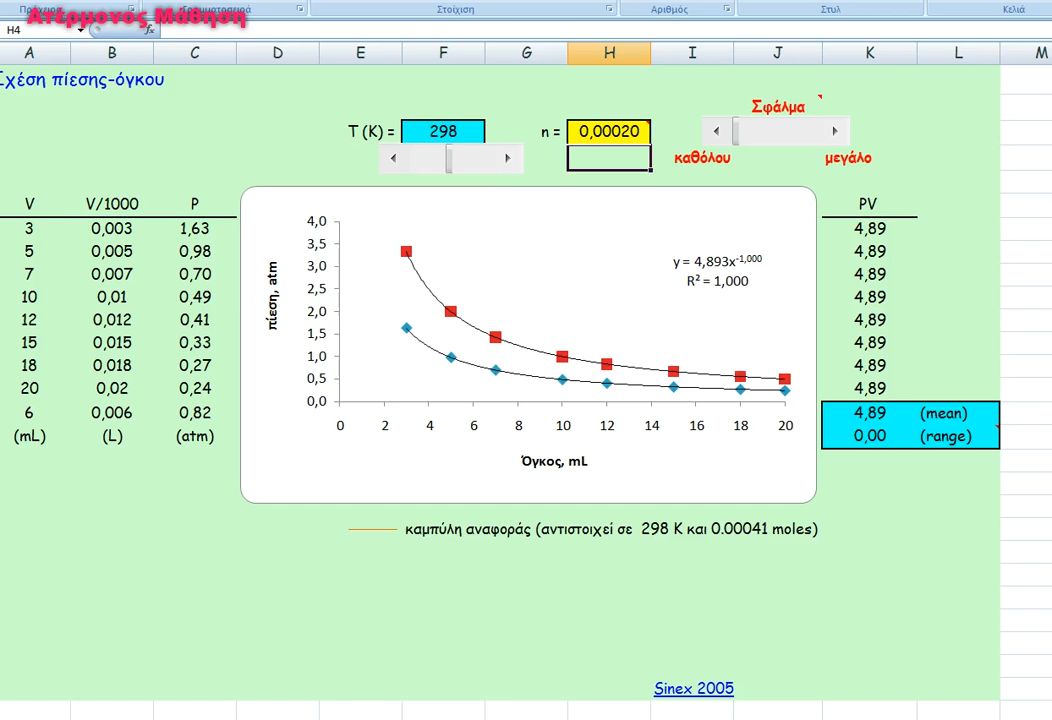 Πρόχειρο Γραμματοσειρά Στοίχιση Αριθμός Στυλ Κελιά
Ατέρμονος Μάθηση
H4 fx
A B C D E F G H I J K L M
Σχέση πίεσης-όγκου
Σφάλμα
T (K) = 298 n = 0,00020
καθόλου μεγάλο
V V/1000 P PV
3 0,003 1,63 4,89
5 0,005 0,98 4,89
7 0,007 0,70 4,89
10 0,01 0,49 4,89
12 0,012 0,41 4,89
15 0,015 0,33 4,89
18 0,018 0,27 4,89
20 0,02 0,24 4,89
6 0,006 0,82 4,89 (mean)
(mL) (L) (atm) 0,00 (range)
4,0
3,5
3,0
2,5
2,0
1,5
1,0
0,5
0,0
πίεση, atm
y = 4,893x^-1,000
R² = 1,000
0 2 4 6 8 10 12 14 16 18 20
Όγκος, mL
καμπύλη αναφοράς (αντιστοιχεί σε 298 K και 0.00041 moles)
Sinex 2005